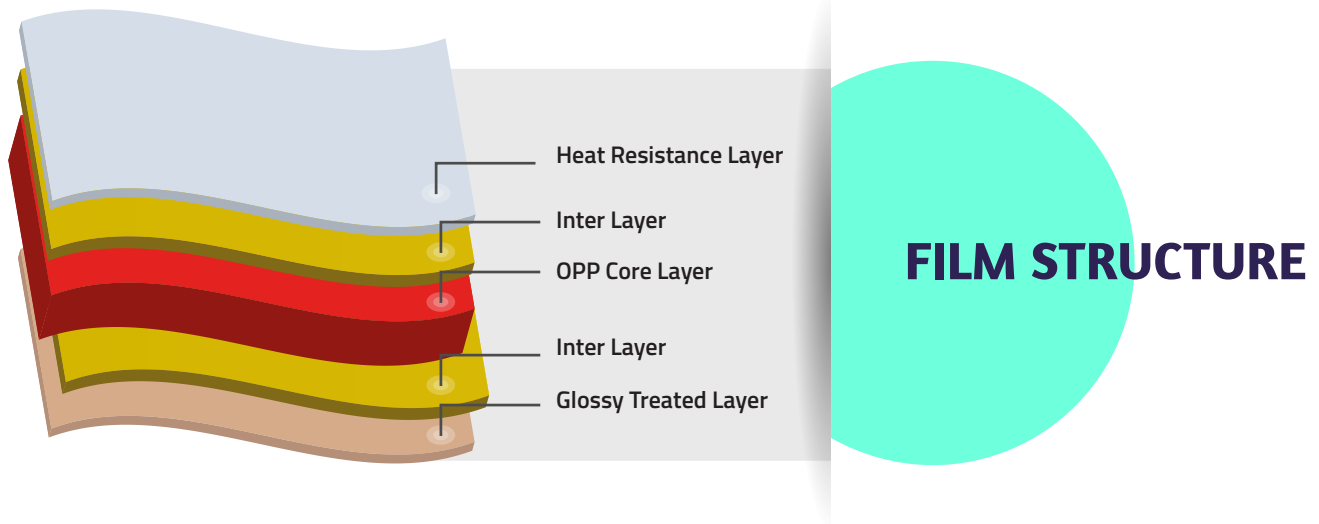 Heat Resistance Layer
Inter Layer
OPP Core Layer
Inter Layer
Glossy Treated Layer
FILM STRUCTURE